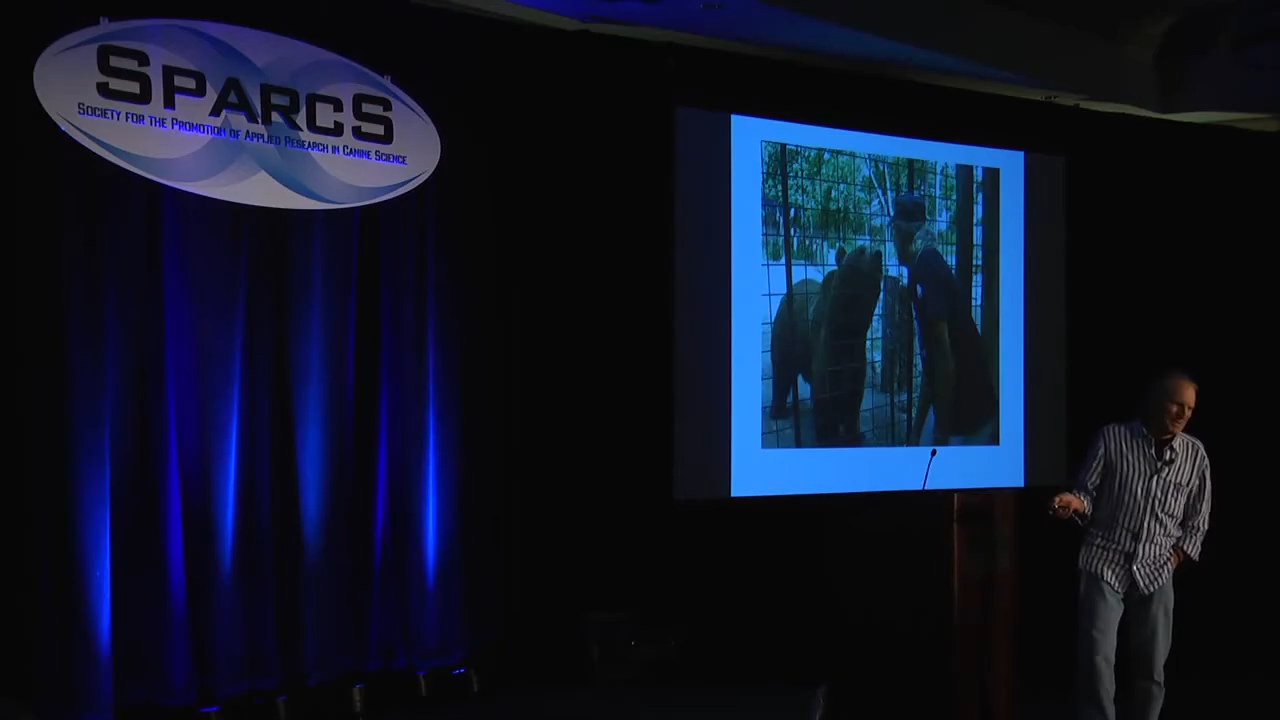 SPARCS
SOCIETY FOR THE PROMOTION OF APPLIED RESEARCH IN CANINE SCIENCE